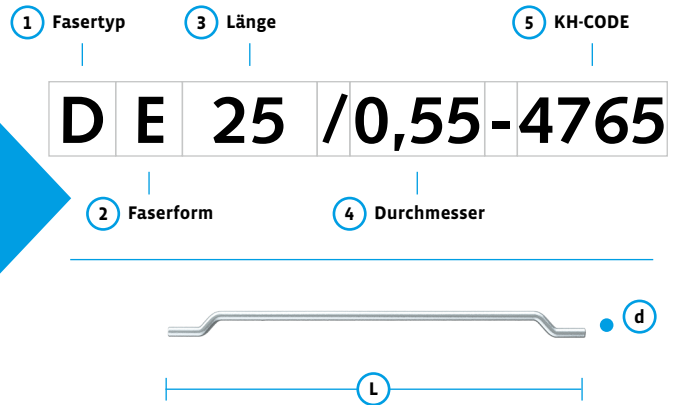 1 Fasertyp
3 Länge
5 KH-CODE
D E 25 /0,55-4765
2 Faserform
4 Durchmesser
d
L